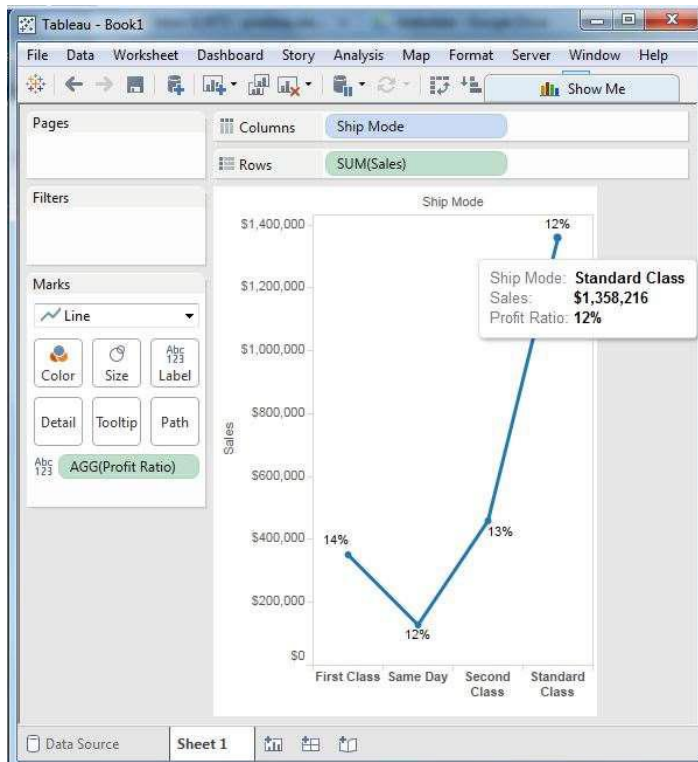 Tableau - Book1
File Data Worksheet Dashboard Story Analysis Map Format Server Window Help
Show Me
Pages
Columns Ship Mode
Rows SUM(Sales)
Filters
Marks
Line
Color Size Abc 123 Label
Detail Tooltip Path
Abc 123 AGG(Profit Ratio)
Ship Mode
Sales
$1,400,000
$1,200,000
$1,000,000
$800,000
$600,000
$400,000
$200,000
$0
12%
Ship Mode: Standard Class
Sales: $1,358,216
Profit Ratio: 12%
14%
13%
12%
First Class Same Day Second Class Standard Class
Data Source Sheet 1